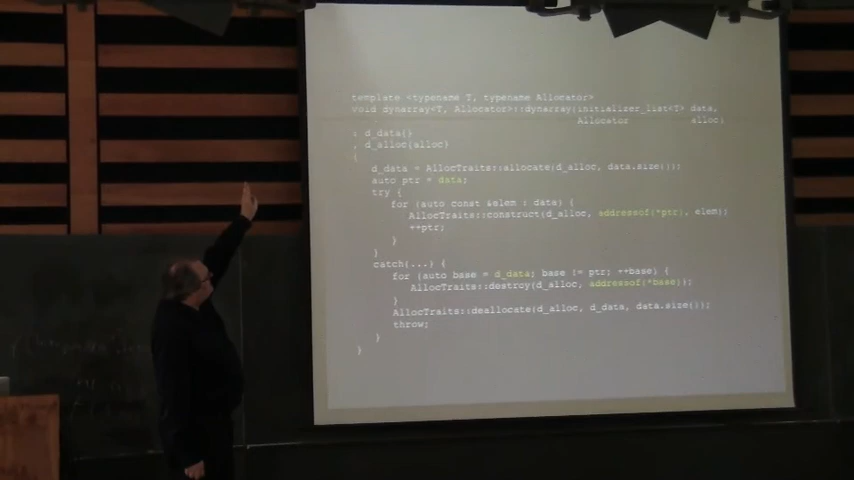 template <typename T, typename Allocator>
void dynarray<T, Allocator>::dynarray(initializer_list<T> data,
Allocator alloc)
: d_data{}
, d_alloc{alloc}
{
d_data = AllocTraits::allocate(d_alloc, data.size());
auto ptr = data;
try {
for (auto const &elem : data) {
AllocTraits::construct(d_alloc, addressof(*ptr), elem);
++ptr;
}
}
catch(...) {
for (auto base = d_data; base != ptr; ++base) {
AllocTraits::destroy(d_alloc, addressof(*base));
}
AllocTraits::deallocate(d_alloc, d_data, data.size());
throw;
}
}